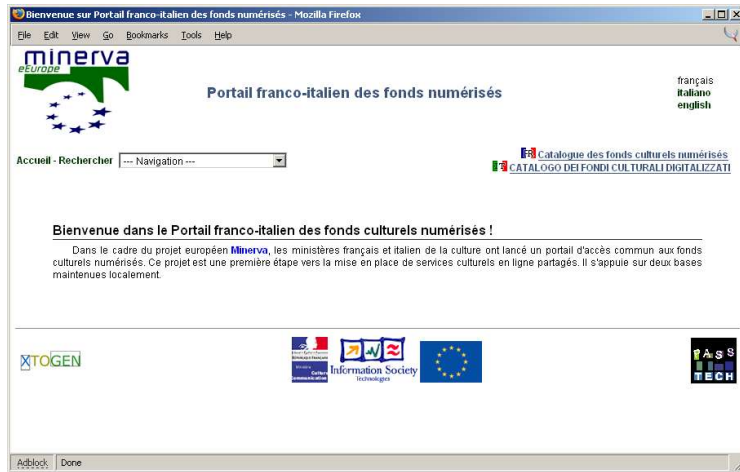 Bienvenue sur Portail franco-italien des fonds numérisés - Mozilla Firefox
File Edit View Go Bookmarks Tools Help
minerva
eEurope
Portail franco-italien des fonds numérisés
français
italiano
english
Accueil - Rechercher --- Navigation ---
FR Catalogue des fonds culturels numérisés
IT CATALOGO DEI FONDI CULTURALI DIGITALIZZATI
Bienvenue dans le Portail franco-italien des fonds culturels numérisés !
Dans le cadre du projet européen Minerva, les ministères français et italien de la culture ont lancé un portail d'accès commun aux fonds
culturels numérisés. Ce projet est une première étape vers la mise en place de services culturels en ligne partagés. Il s'appuie sur deux bases
maintenues localement.
XTOGEN
Culture
communication
Information Society
Technologies
PASS
TECH
Adblock Done